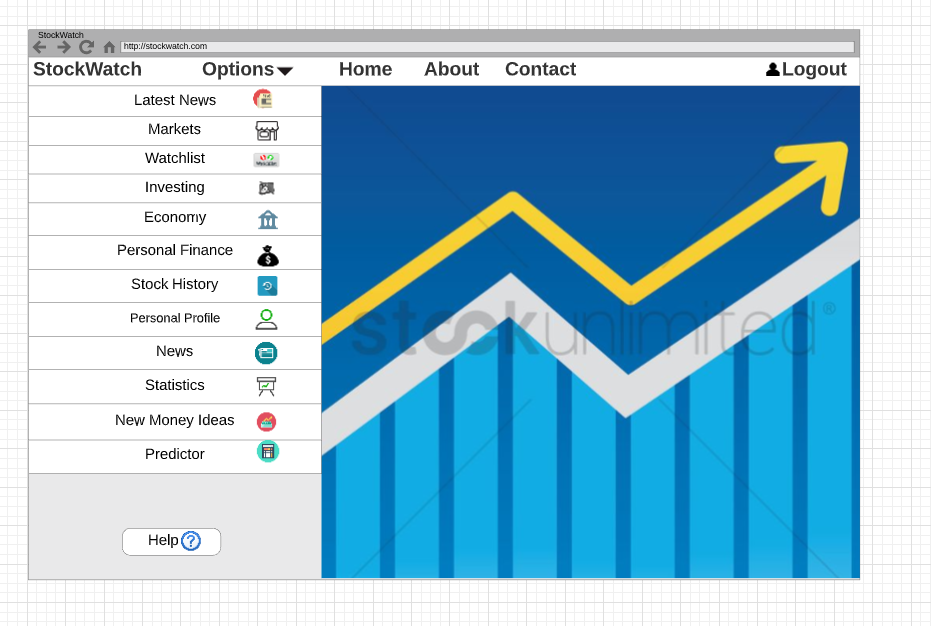 StockWatch
http://stockwatch.com
StockWatch Options Home About Contact Logout
Latest News
Markets
Watchlist
Investing
Economy
Personal Finance
Stock History
Personal Profile
News
Statistics
New Money Ideas
Predictor
Help ?
stockunlimited®